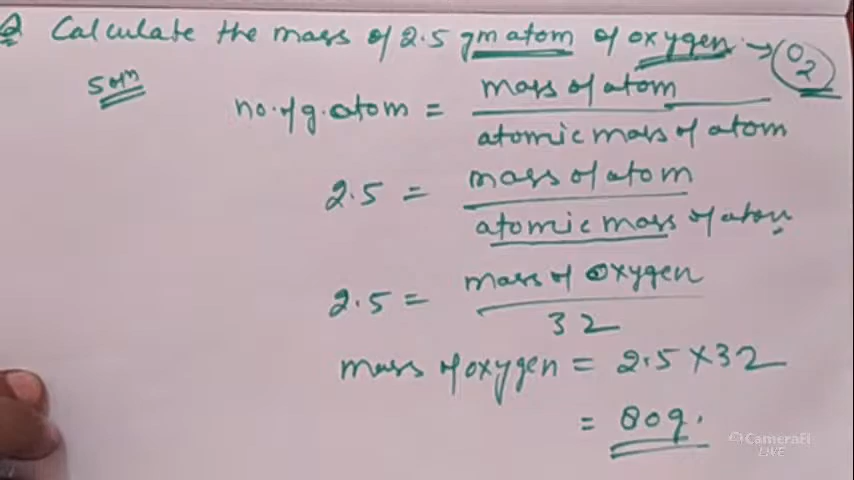 Q Calculate the mass of 2.5 gm atom of oxygen. → O2
Soln
no. of g. atom = mass of atom
atomic mass of atom
2.5 = mass of atom
atomic mass of atom
2.5 = mass of oxygen
32
mass of oxygen = 2.5 × 32
= 80g.
CameraFi
LIVE